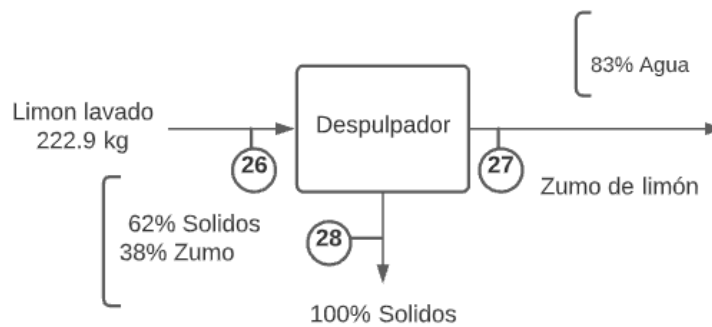 83% Agua
Limon lavado
222.9 kg
Despulpador
26
27
Zumo de limón
62% Solidos
38% Zumo
28
100% Solidos